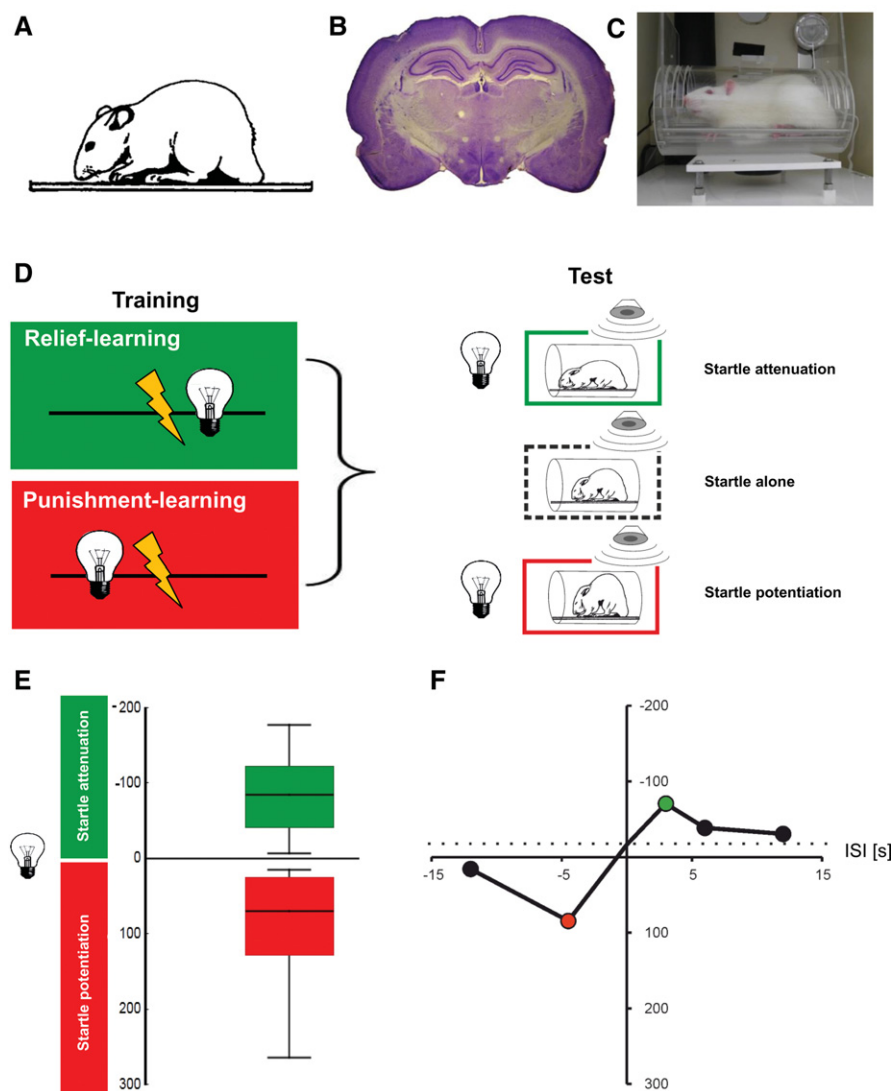 A
B
C
D
Training
Test
Relief-learning
Punishment-learning
Startle attenuation
Startle alone
Startle potentiation
E
Startle attenuation
Startle potentiation
-200
-100
0
100
200
300
F
-200
-100
ISI [s]
-15
-5
5
15
100
200
300